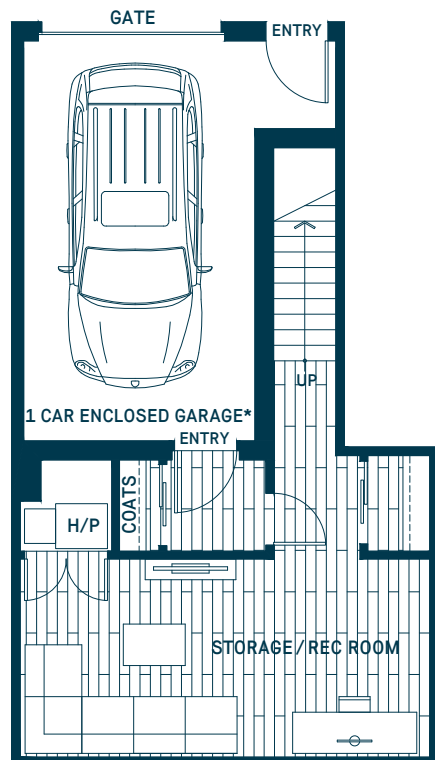 GATE
ENTRY
UP
1 CAR ENCLOSED GARAGE*
ENTRY
COATS
H/P
STORAGE/REC ROOM